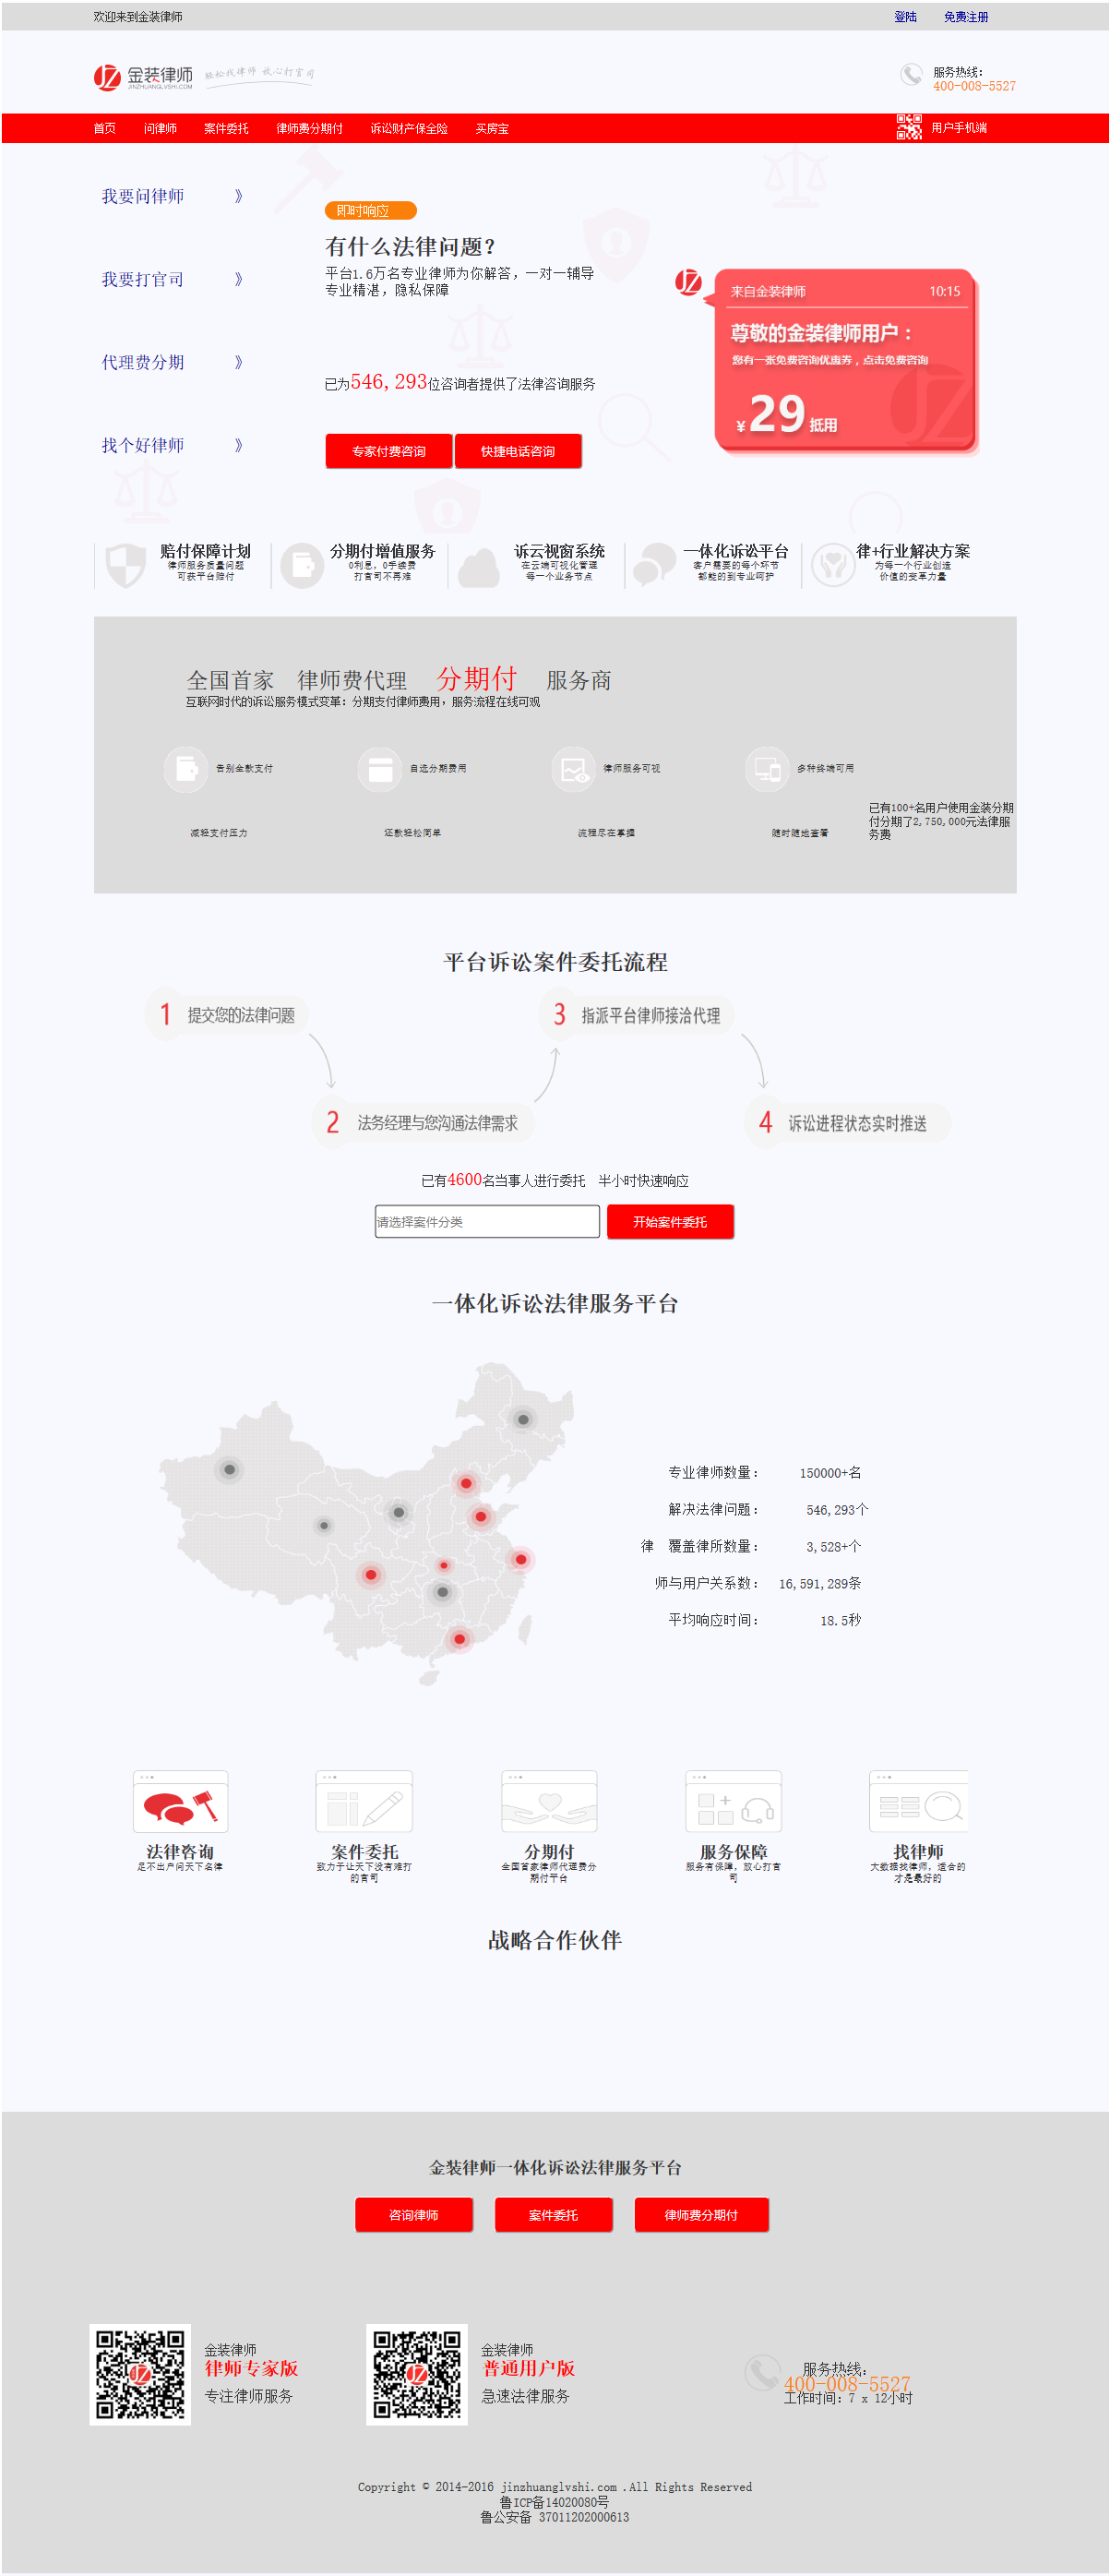 欢迎来到金装律师
登陆 免费注册
金装律师 轻松找律师 放心打官司
JINZHUANGLVSHI.COM
服务热线:
400-008-5527
首页 问律师 案件委托 律师费分期付 诉讼财产保全险 买房宝 用户手机端
我要问律师 》
我要打官司 》
代理费分期 》
找个好律师 》
即时响应
有什么法律问题？
平台1.6万名专业律师为你解答，一对一辅导
专业精湛，隐私保障
已为546,293位咨询者提供了法律咨询服务
专家付费咨询 快捷电话咨询
来自金装律师 10:15
尊敬的金装律师用户：
您有一张免费咨询优惠券，点击免费咨询
¥29 抵用
赔付保障计划
律师服务质量问题
可获平台赔付
分期付增值服务
0利息，0手续费
打官司不再难
诉云视窗系统
在云端可视化管理
每一个业务节点
一体化诉讼平台
客户需要的每个环节
都能的到专业呵护
律+行业解决方案
为每一个行业创造
价值的变革力量
全国首家 律师费代理 分期付 服务商
互联网时代的诉讼服务模式变革：分期支付律师费用，服务流程在线可观
告别全款支付
减轻支付压力
自选分期费用
还款轻松简单
律师服务可视
流程尽在掌握
多种终端可用
随时随地查看
已有100+名用户使用金装分期
付分期了2,750,000元法律服
务费
平台诉讼案件委托流程
1 提交您的法律问题
2 法务经理与您沟通法律需求
3 指派平台律师接洽代理
4 诉讼进程状态实时推送
已有4600名当事人进行委托 半小时快速响应
请选择案件分类 开始案件委托
一体化诉讼法律服务平台
专业律师数量： 150000+名
解决法律问题： 546,293个
律 覆盖律所数量： 3,528+个
师与用户关系数： 16,591,289条
平均响应时间： 18.5秒
法律咨询
足不出户问天下名律
案件委托
致力于让天下没有难打
的官司
分期付
全国首家律师代理费分
期付平台
服务保障
服务有保障，放心打官
司
找律师
大数据找律师，适合的
才是最好的
战略合作伙伴
金装律师一体化诉讼法律服务平台
咨询律师 案件委托 律师费分期付
金装律师
律师专家版
专注律师服务
金装律师
普通用户版
急速法律服务
服务热线:
400-008-5527
工作时间：7 x 12小时
Copyright © 2014-2016 jinzhuanglvshi.com .All Rights Reserved
鲁ICP备14020080号
鲁公安备 37011202000613